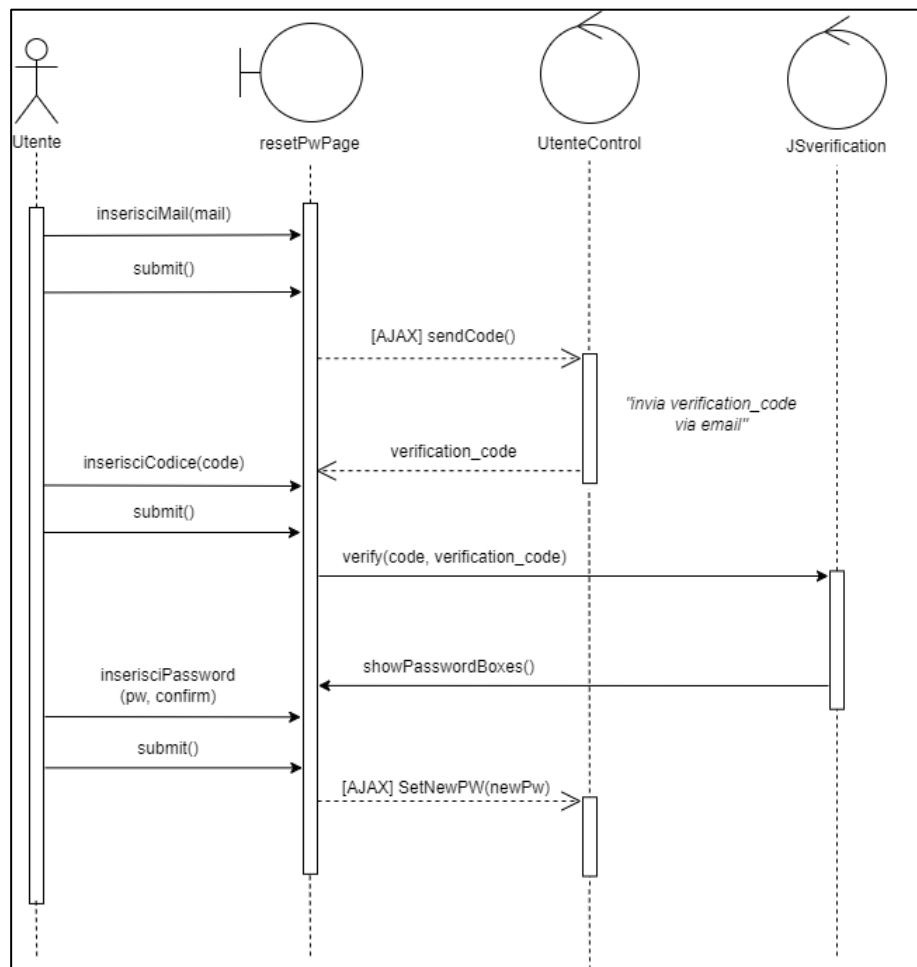 Utente
resetPwPage
UtenteControl
JSverification
inserisciMail(mail)
submit()
[AJAX] sendCode()
"invia verification_code
via email"
verification_code
inserisciCodice(code)
submit()
verify(code, verification_code)
showPasswordBoxes()
inserisciPassword
(pw, confirm)
submit()
[AJAX] SetNewPW(newPw)